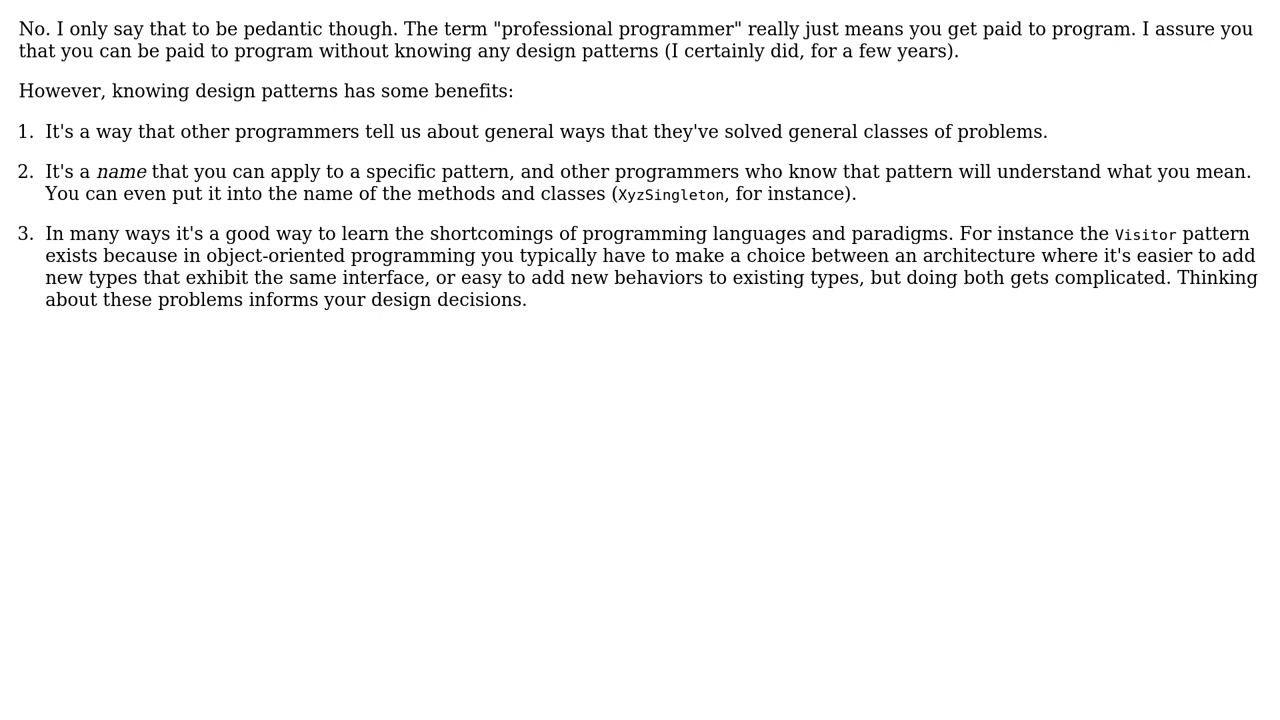 No. I only say that to be pedantic though. The term "professional programmer" really just means you get paid to program. I assure you
that you can be paid to program without knowing any design patterns (I certainly did, for a few years).
However, knowing design patterns has some benefits:
1. It's a way that other programmers tell us about general ways that they've solved general classes of problems.
2. It's a name that you can apply to a specific pattern, and other programmers who know that pattern will understand what you mean.
You can even put it into the name of the methods and classes (XyzSingleton, for instance).
3. In many ways it's a good way to learn the shortcomings of programming languages and paradigms. For instance the Visitor pattern
exists because in object-oriented programming you typically have to make a choice between an architecture where it's easier to add
new types that exhibit the same interface, or easy to add new behaviors to existing types, but doing both gets complicated. Thinking
about these problems informs your design decisions.